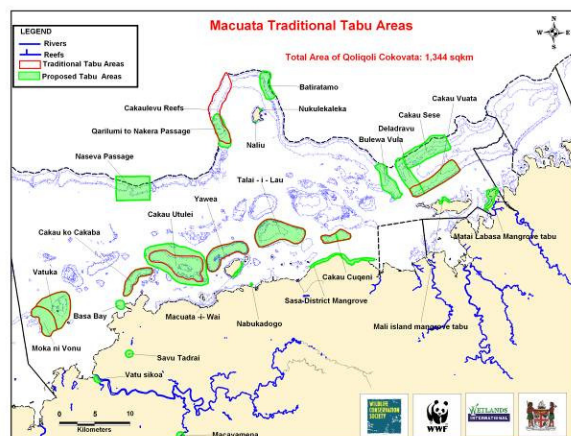 Macuata Traditional Tabu Areas
Total Area of Qoliqoli Cokovata: 1,344 sqkm
N
W E
S
LEGEND
Rivers
Reefs
Traditional Tabu Areas
Proposed Tabu Areas
Batiratamo
Cakaulevu Reefs
Nukulekaleka
Cakau Vuata
Cakau Sese
Qarilumi to Nakera Passage
Deladravu
Naliu
Bulewa Vula
Naseva Passage
Talai - i - Lau
Yawea
Cakau Utulei
Cakau ko Cakaba
Vatuka
Matai Labasa Mangrove tabu
Cakau Cuqeni
Basa Bay
Sasa District Mangrove
Macuata -i- Wai
Nabukadogo
Mali island mangrove tabu
Moka ni Vonu
Savu Tadrai
Vatu sikoa
0 5 10
Kilometers
WILDLIFE
CONSERVATION
SOCIETY
WWF
WETLANDS
INTERNATIONAL